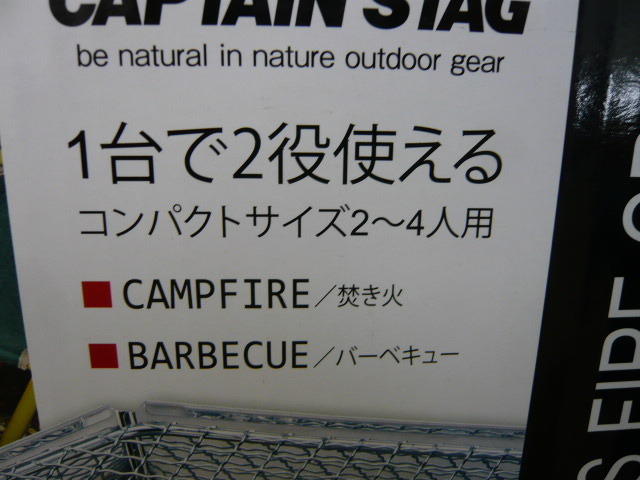 CAPTAIN STAG
be natural in nature outdoor gear
1台で2役使える
コンパクトサイズ2〜4人用
■CAMPFIRE/焚き火
■BARBECUE/バーベキュー
FIRE